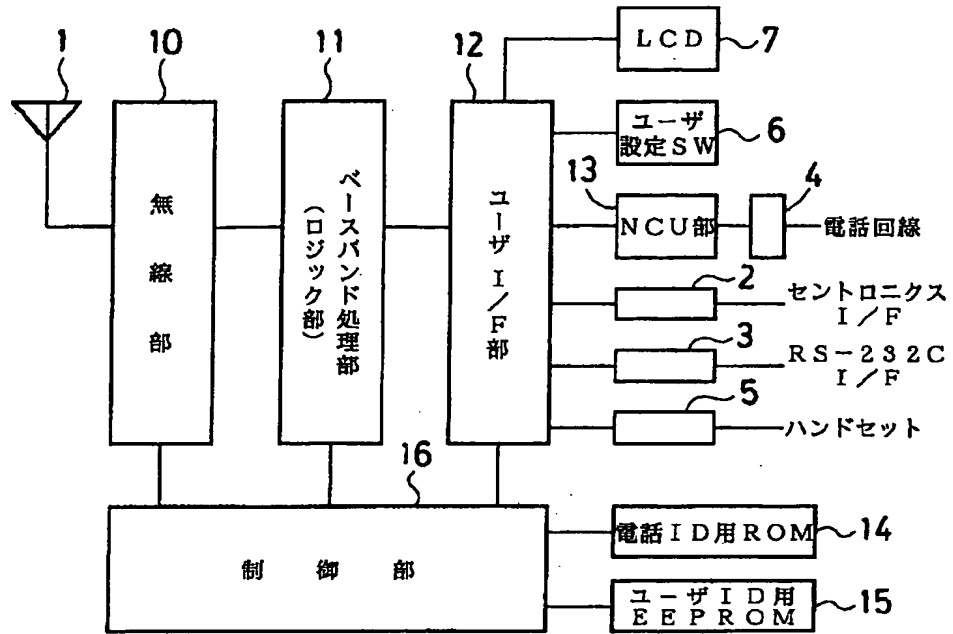 1
10
11
12
LCD
7
ユーザ
設定SW
6
13
NCU部
4
電話回線
2
セントロニクス
I/F
3
RS-232C
I/F
5
ハンドセット
無線部
ベースバンド処理部
(ロジック部)
ユーザI/F部
16
制御部
電話ID用ROM
14
ユーザID用
EEPROM
15